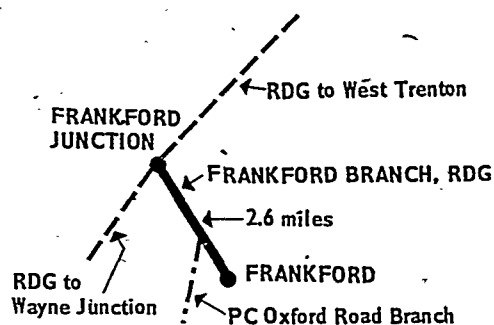 RDG to West Trenton
FRANKFORD
JUNCTION
FRANKFORD BRANCH, RDG
2.6 miles
FRANKFORD
RDG to
Wayne Junction
PC Oxford Road Branch